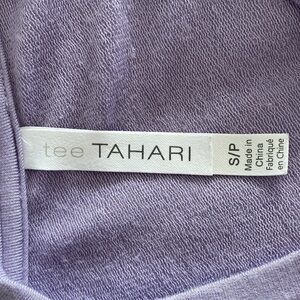 tee TAHARI
S/P
Made in
China
Fabriqué
en Chine